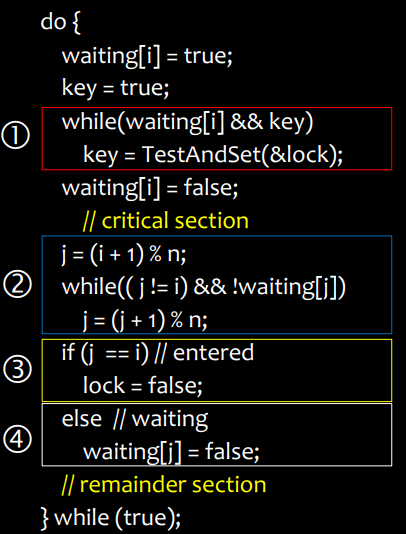 do {
waiting[i] = true;
key = true;
① while(waiting[i] && key)
key = TestAndSet(&lock);
waiting[i] = false;
// critical section
② j = (i + 1) % n;
while(( j != i) && !waiting[j])
j = (j + 1) % n;
③ if (j == i) // entered
lock = false;
④ else // waiting
waiting[j] = false;
// remainder section
} while (true);